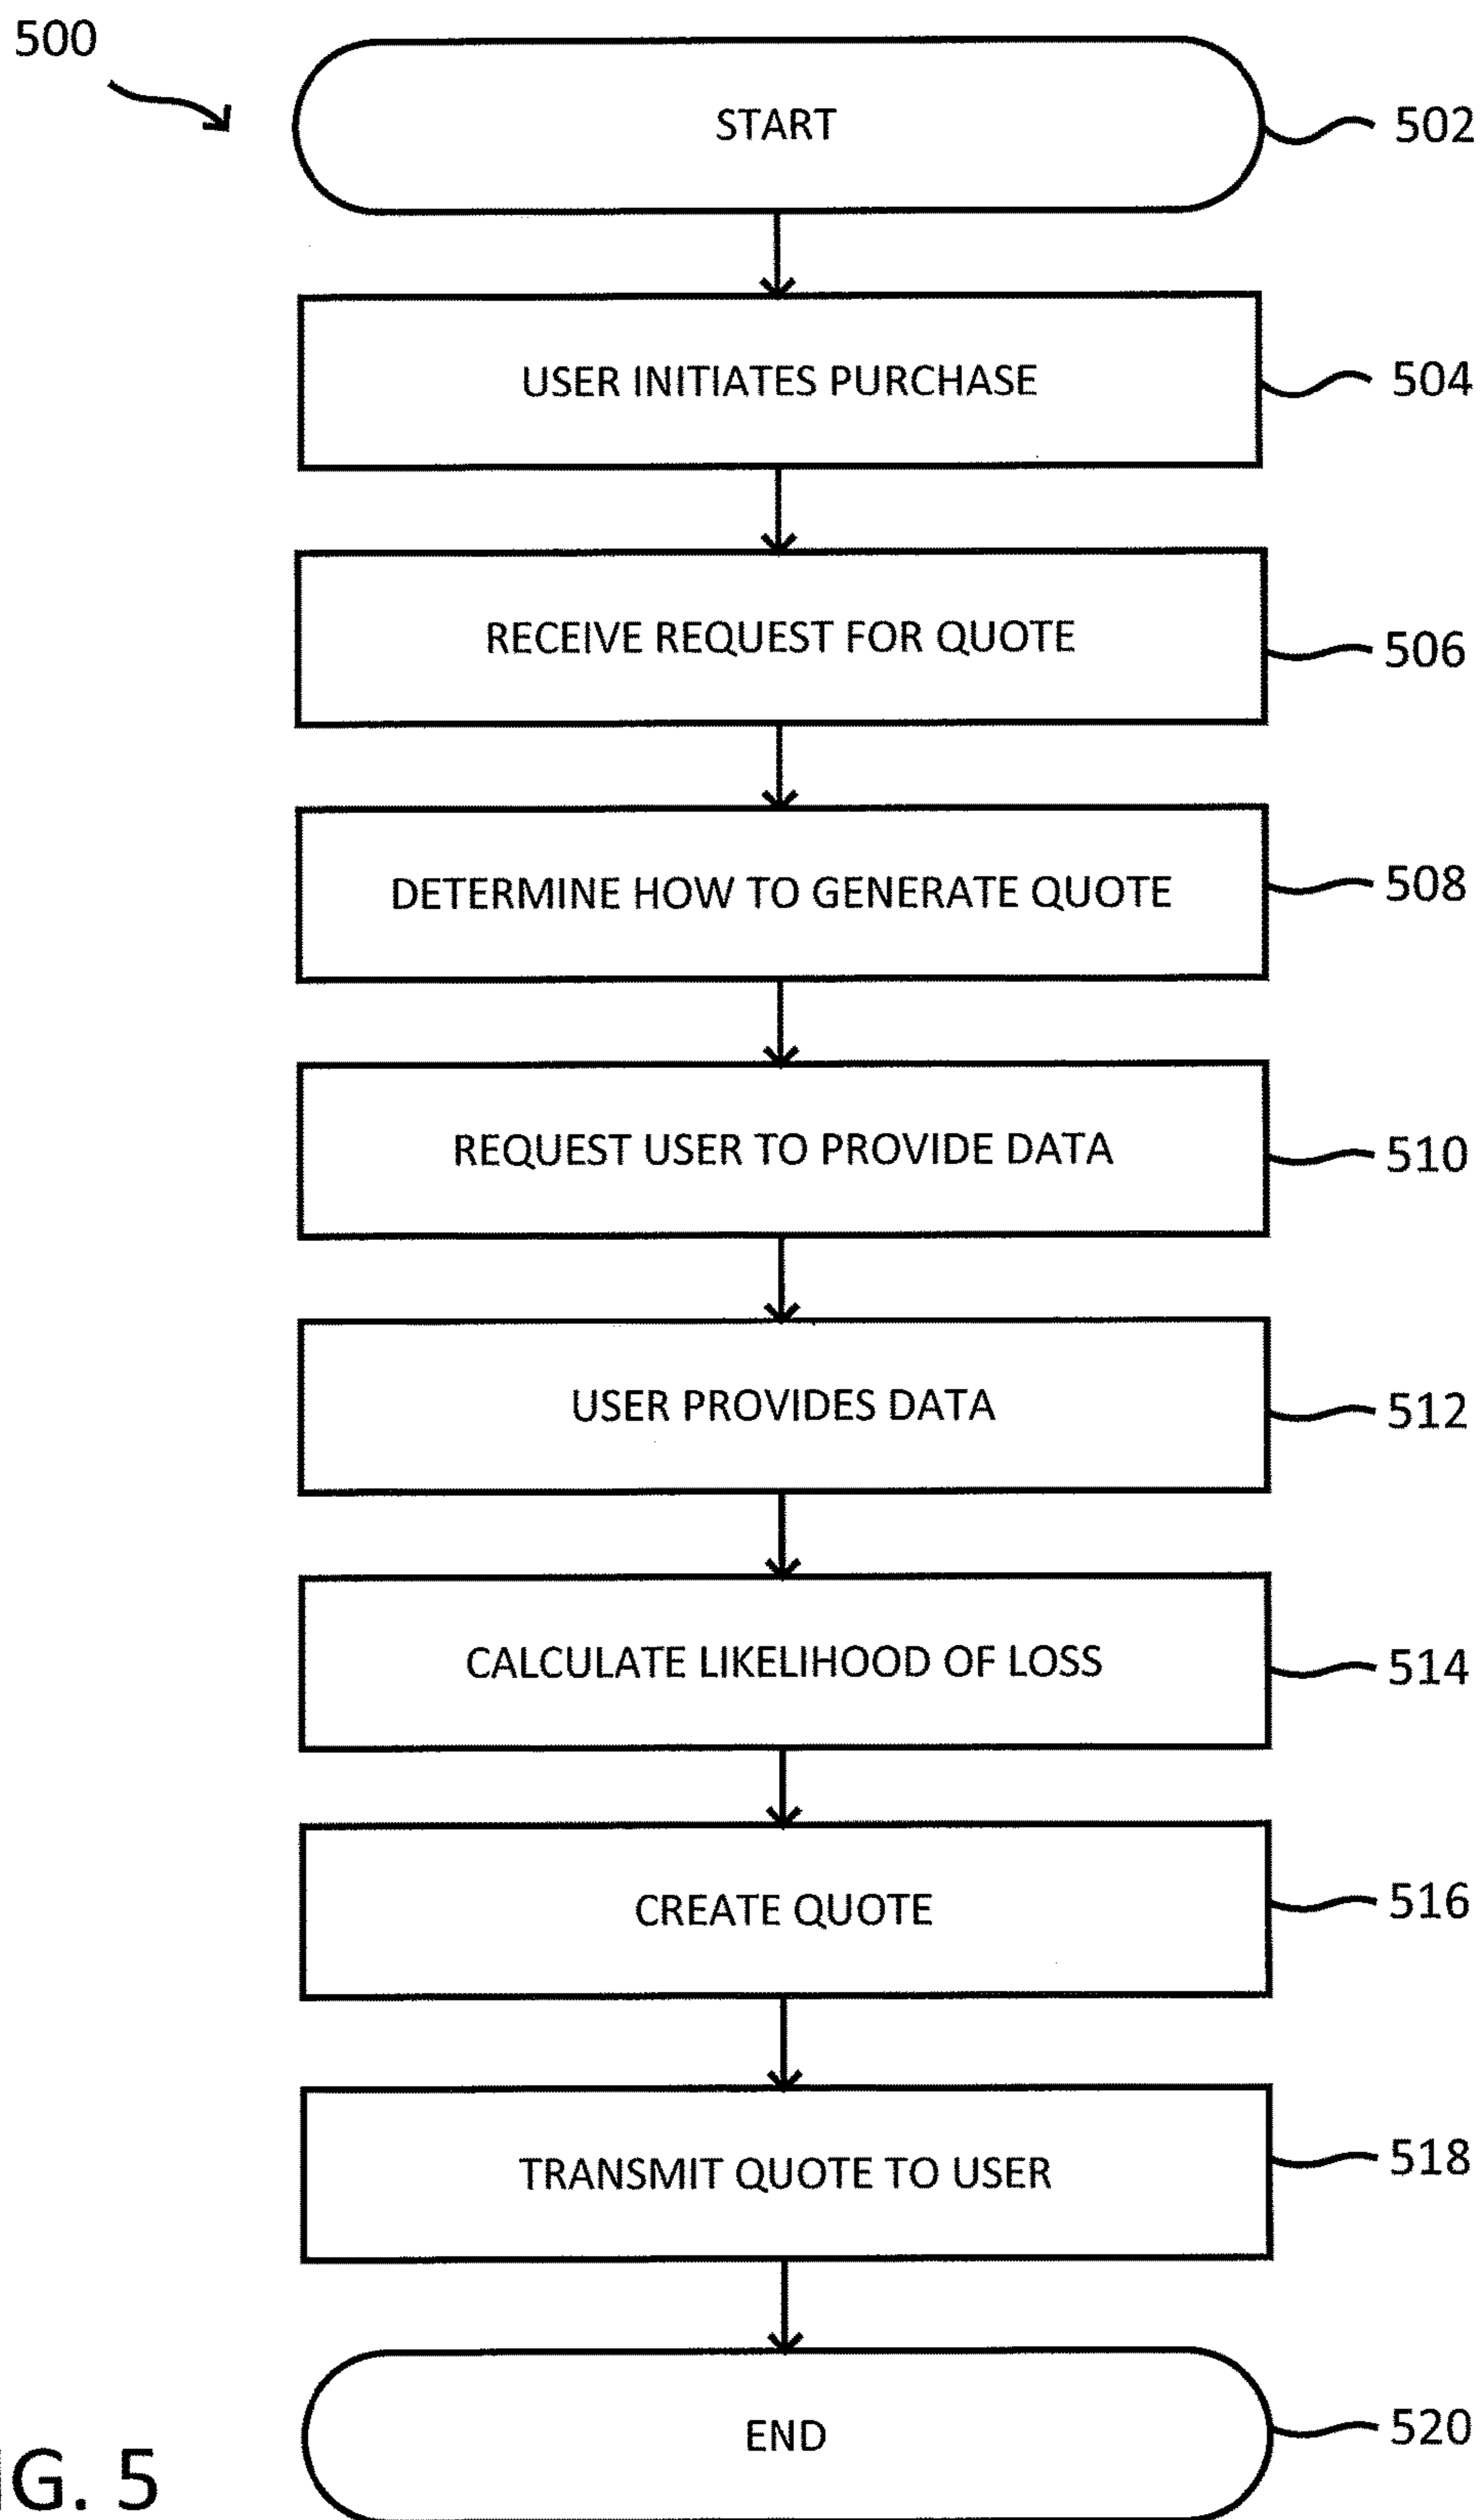 500
START
502
USER INITIATES PURCHASE
504
RECEIVE REQUEST FOR QUOTE
506
DETERMINE HOW TO GENERATE QUOTE
508
REQUEST USER TO PROVIDE DATA
510
USER PROVIDES DATA
512
CALCULATE LIKELIHOOD OF LOSS
514
CREATE QUOTE
516
TRANSMIT QUOTE TO USER
518
END
520
IG. 5